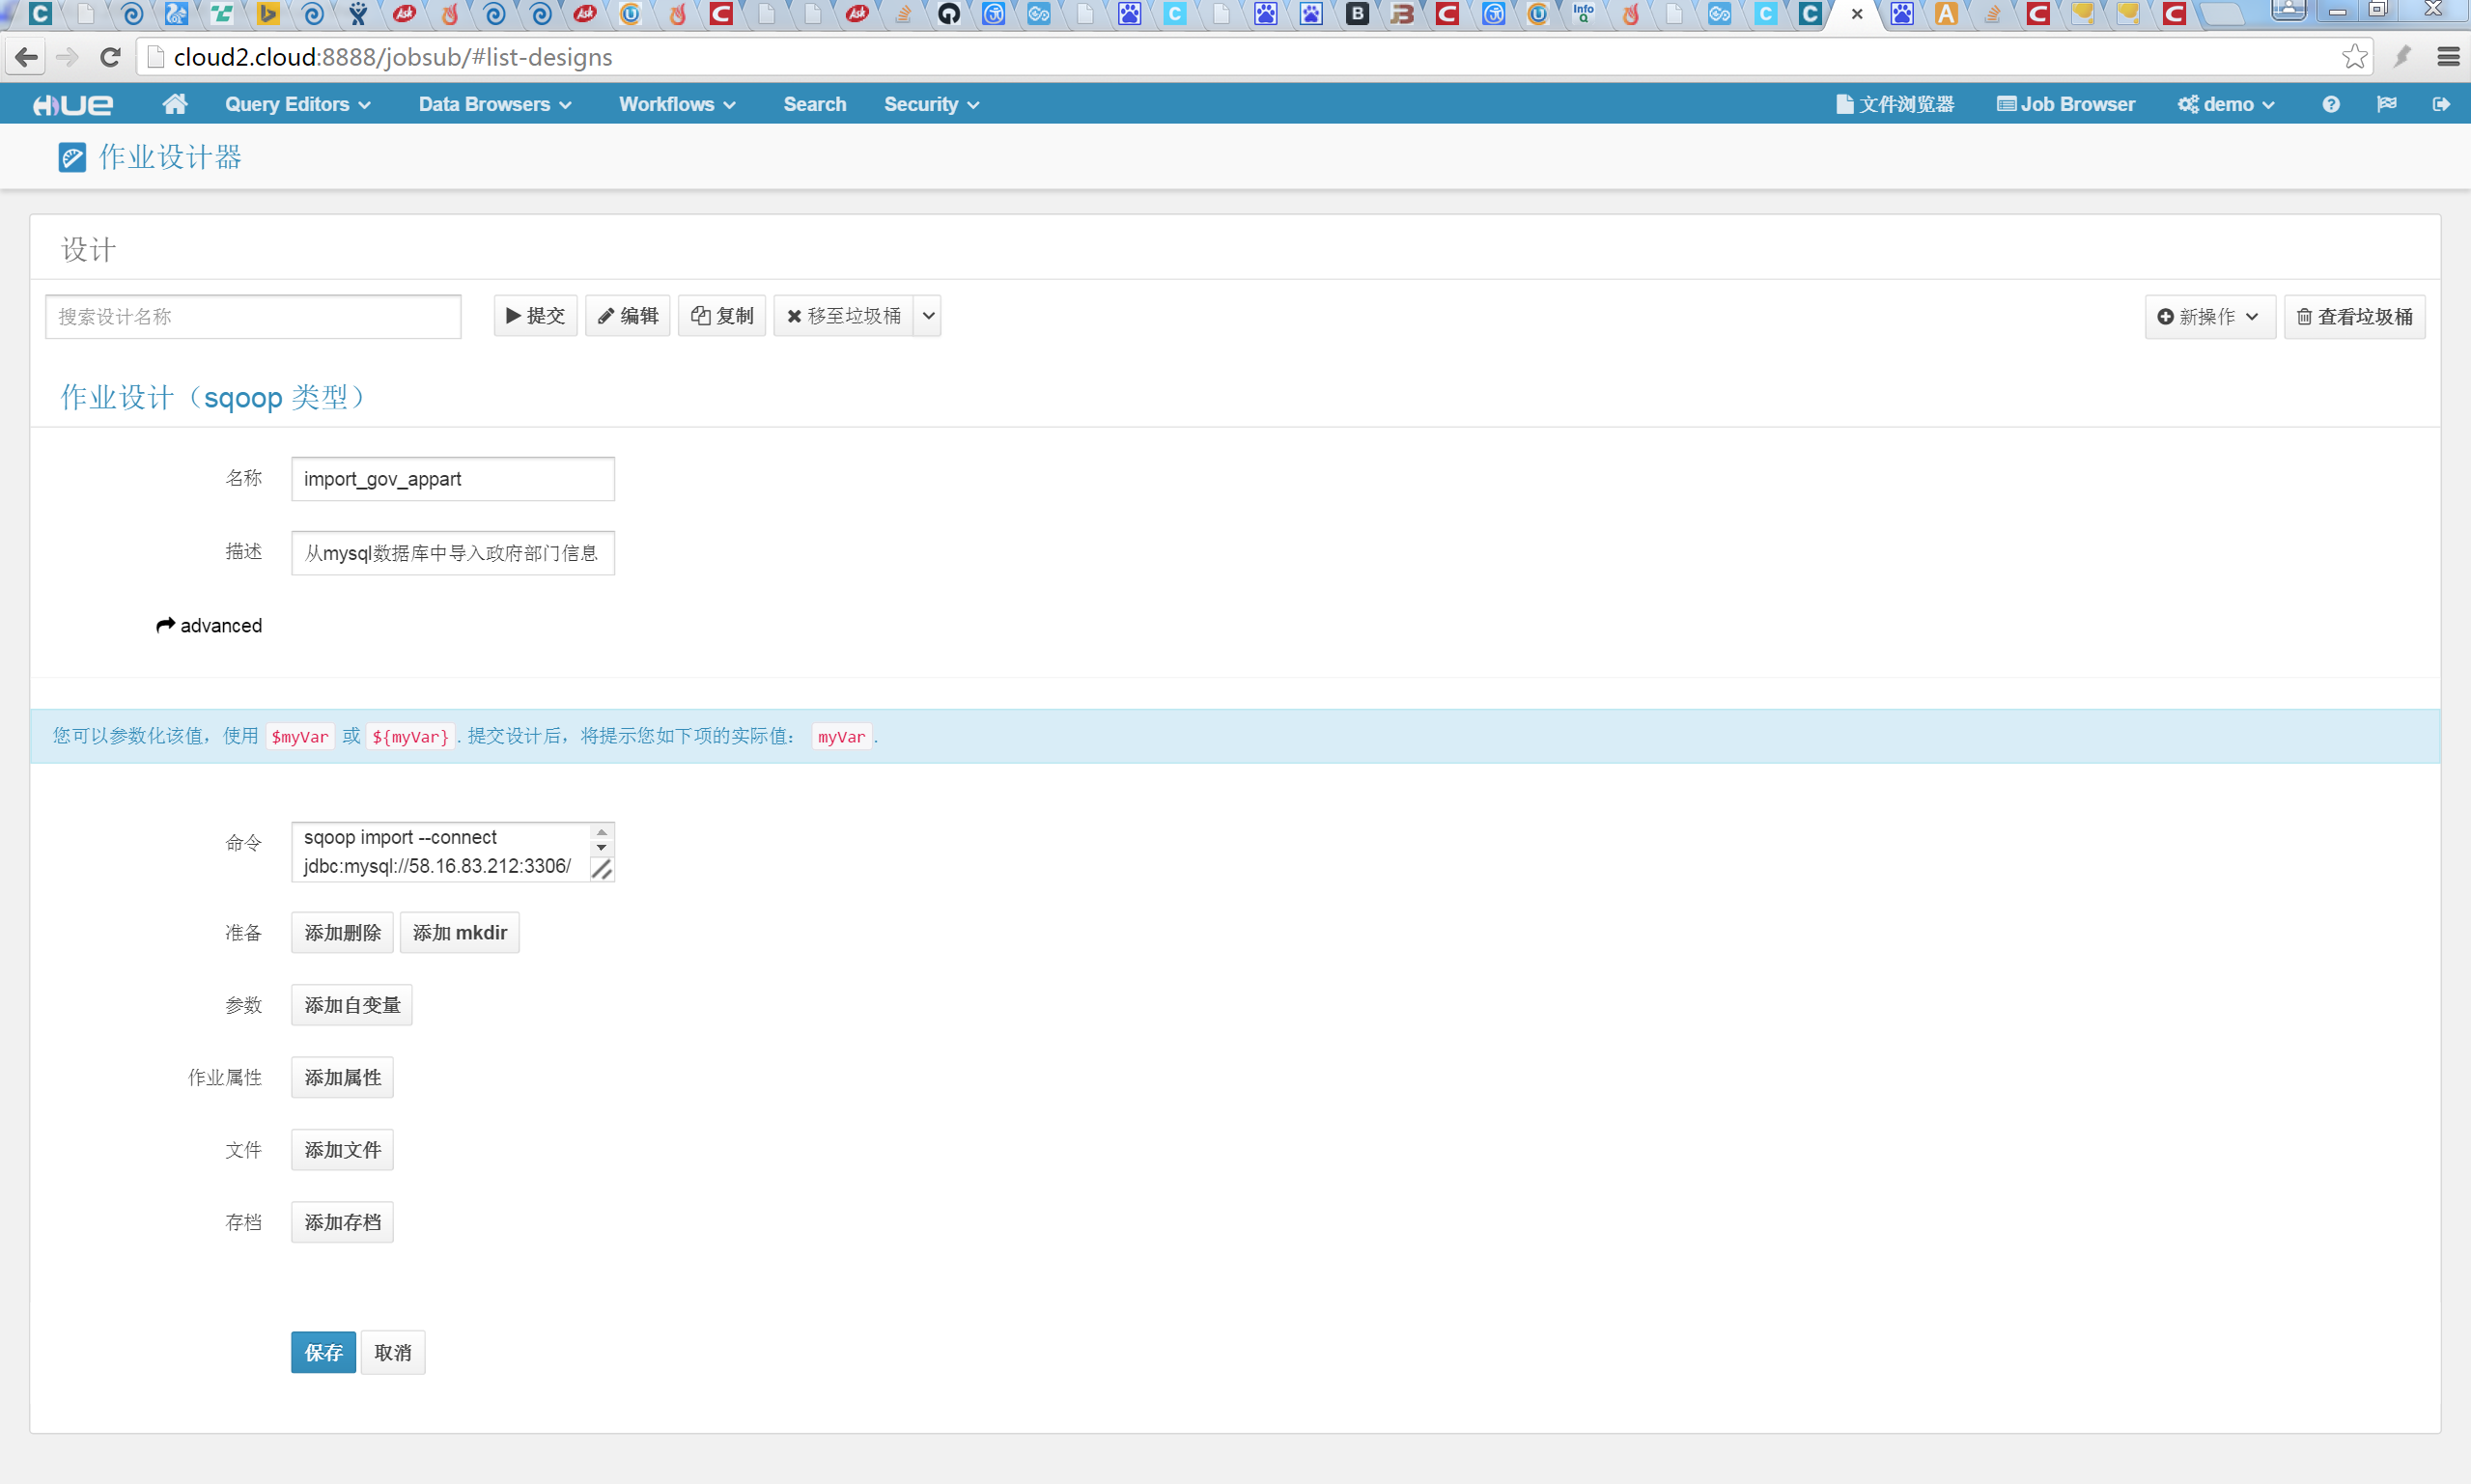 cloud2.cloud:8888/jobsub/#list-designs
HUE Query Editors Data Browsers Workflows Search Security 文件浏览器 Job Browser demo
作业设计器
设计
搜索设计名称 提交 编辑 复制 移至垃圾桶 新操作 查看垃圾桶
作业设计（sqoop 类型）
名称 import_gov_appart
描述 从mysql数据库中导入政府部门信息
advanced
您可以参数化该值，使用 $myVar 或 ${myVar}. 提交设计后，将提示您如下项的实际值： myVar.
命令 sqoop import --connect
jdbc:mysql://58.16.83.212:3306/
准备 添加删除 添加 mkdir
参数 添加自变量
作业属性 添加属性
文件 添加文件
存档 添加存档
保存 取消